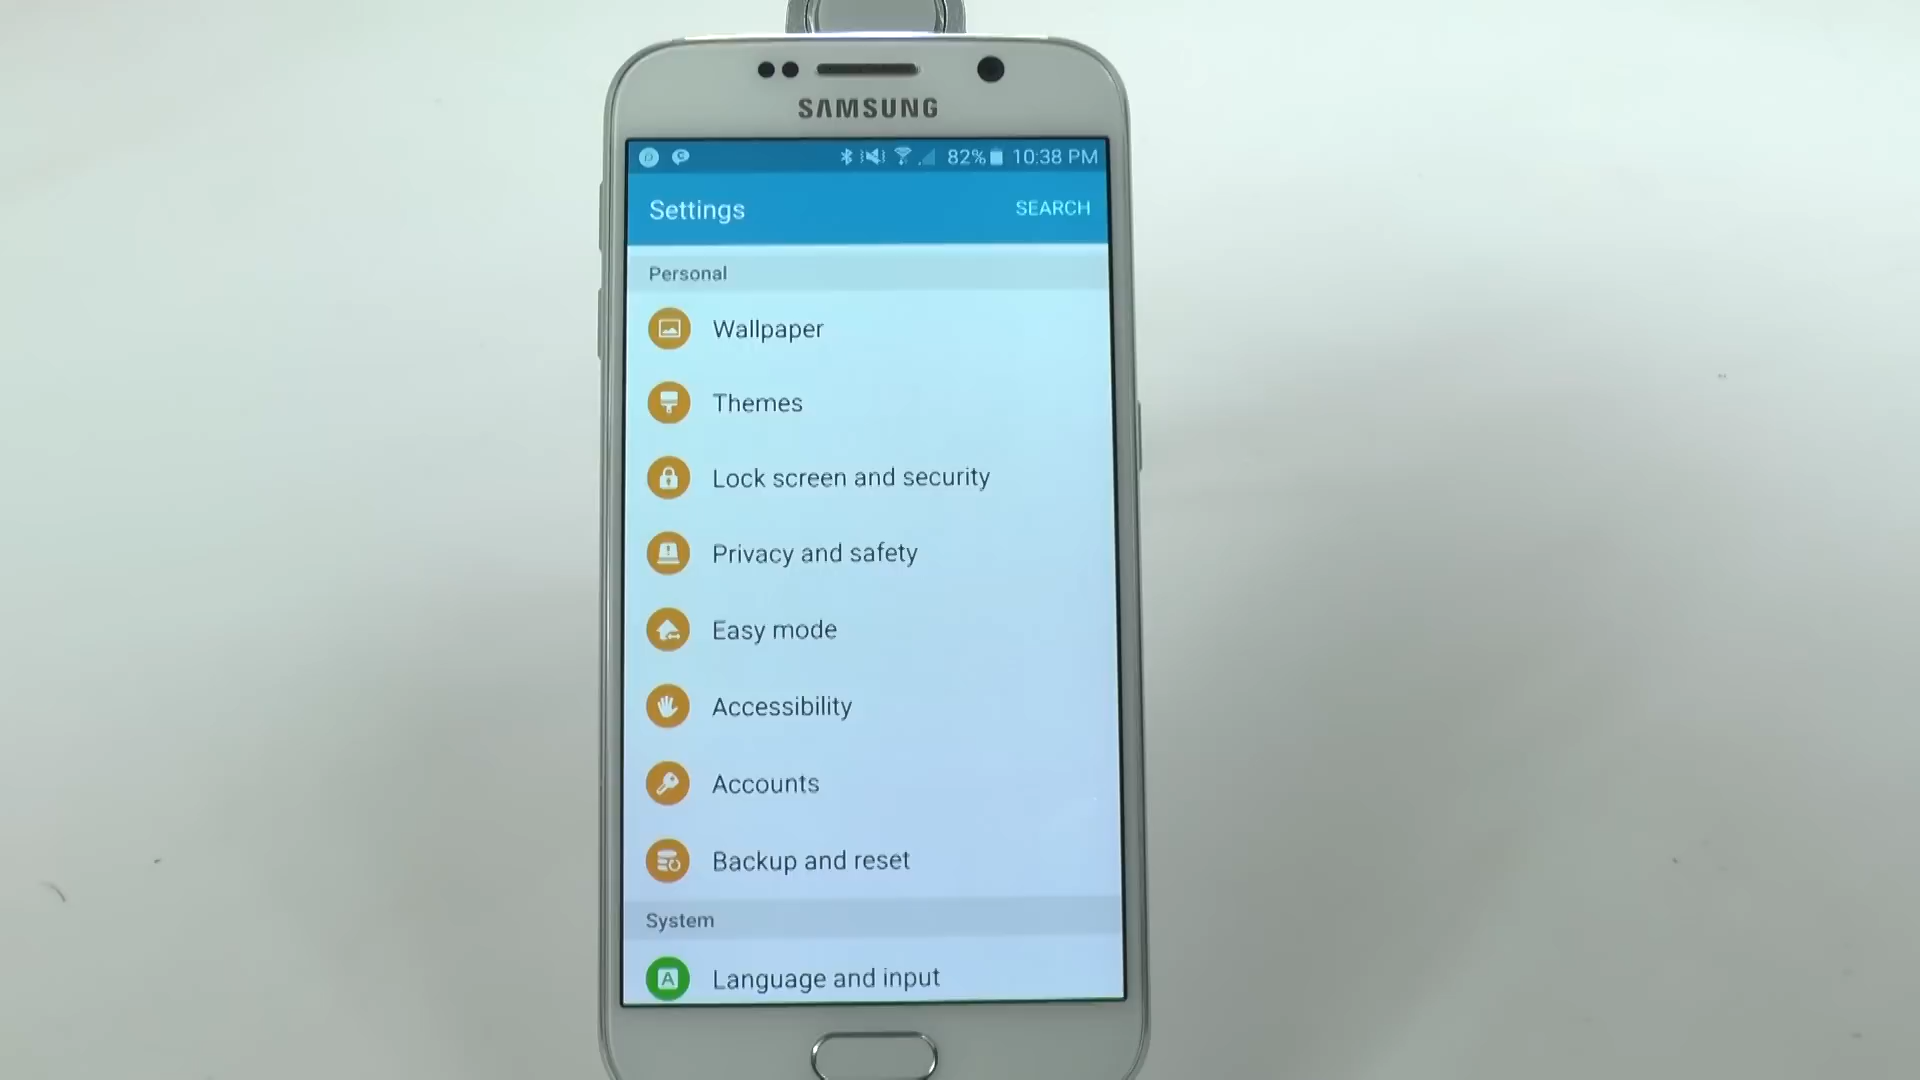 SAMSUNG
82% 10:38 PM
Settings SEARCH
Personal
Wallpaper
Themes
Lock screen and security
Privacy and safety
Easy mode
Accessibility
Accounts
Backup and reset
System
A Language and input